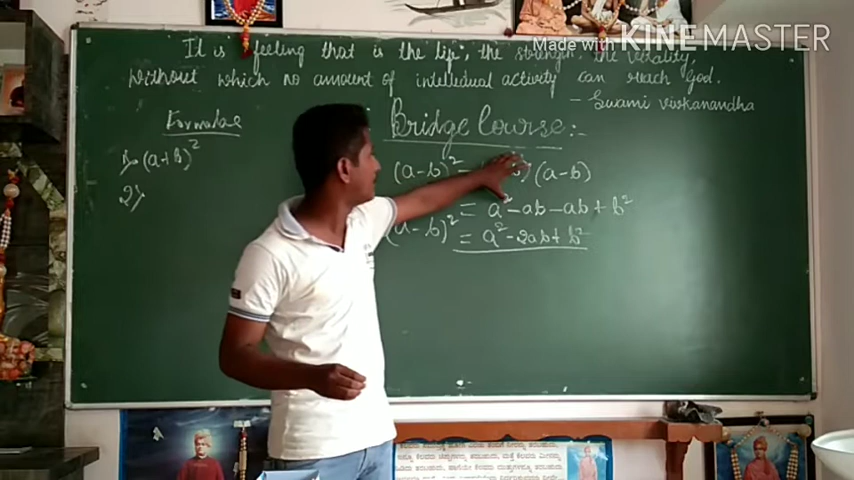 Made with KINEMASTER
It is feeling that is the life, the strength, the vitality,
without which no amount of intellectual activity can reach God.
- Swami vivekanandha
Formulae
Bridge Course :-
1) (a+b)²
2)
(a-b)² = (a-b)
= a² - ab - ab + b²
(a-b)² = a² - 2ab + b²